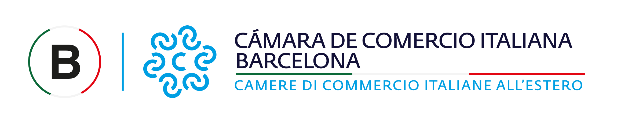 B
CÁMARA DE COMERCIO ITALIANA
BARCELONA
CAMERE DI COMMERCIO ITALIANE ALL'ESTERO